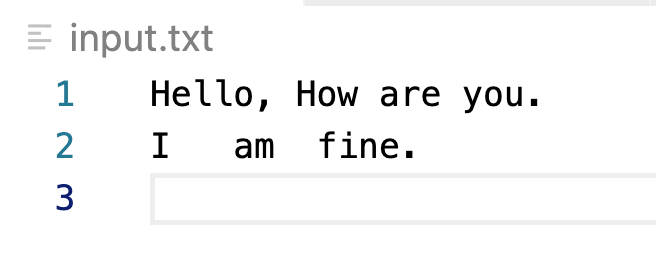 input.txt
1 Hello, How are you.
2 I   am  fine.
3